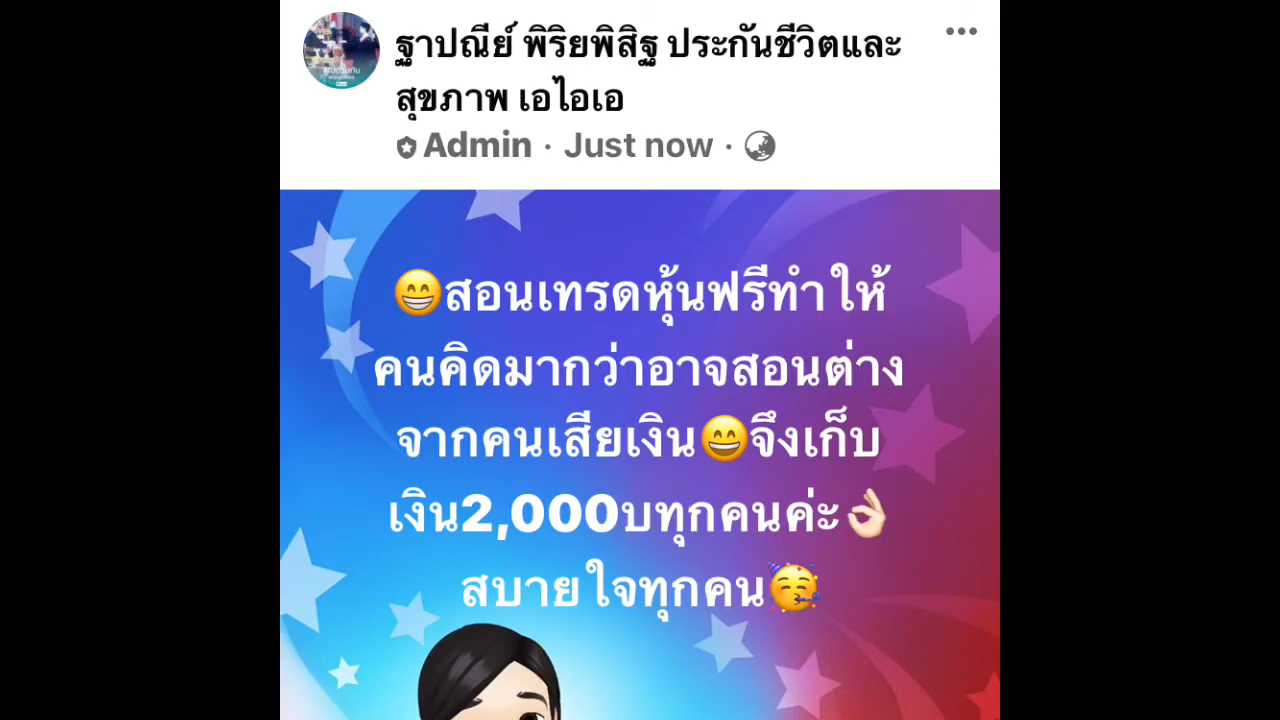 ฐาปณีย์ พิริยพิสิฐ ประกันชีวิตและ
สุขภาพ เอไอเอ
Admin · Just now ·
😁สอนเทรดหุ้นฟรีทำให้
คนคิดมากว่าอาจสอนต่าง
จากคนเสียเงิน😄จึงเก็บ
เงิน2,000บทุกคนค่ะ👌🏻
สบายใจทุกคน🥳